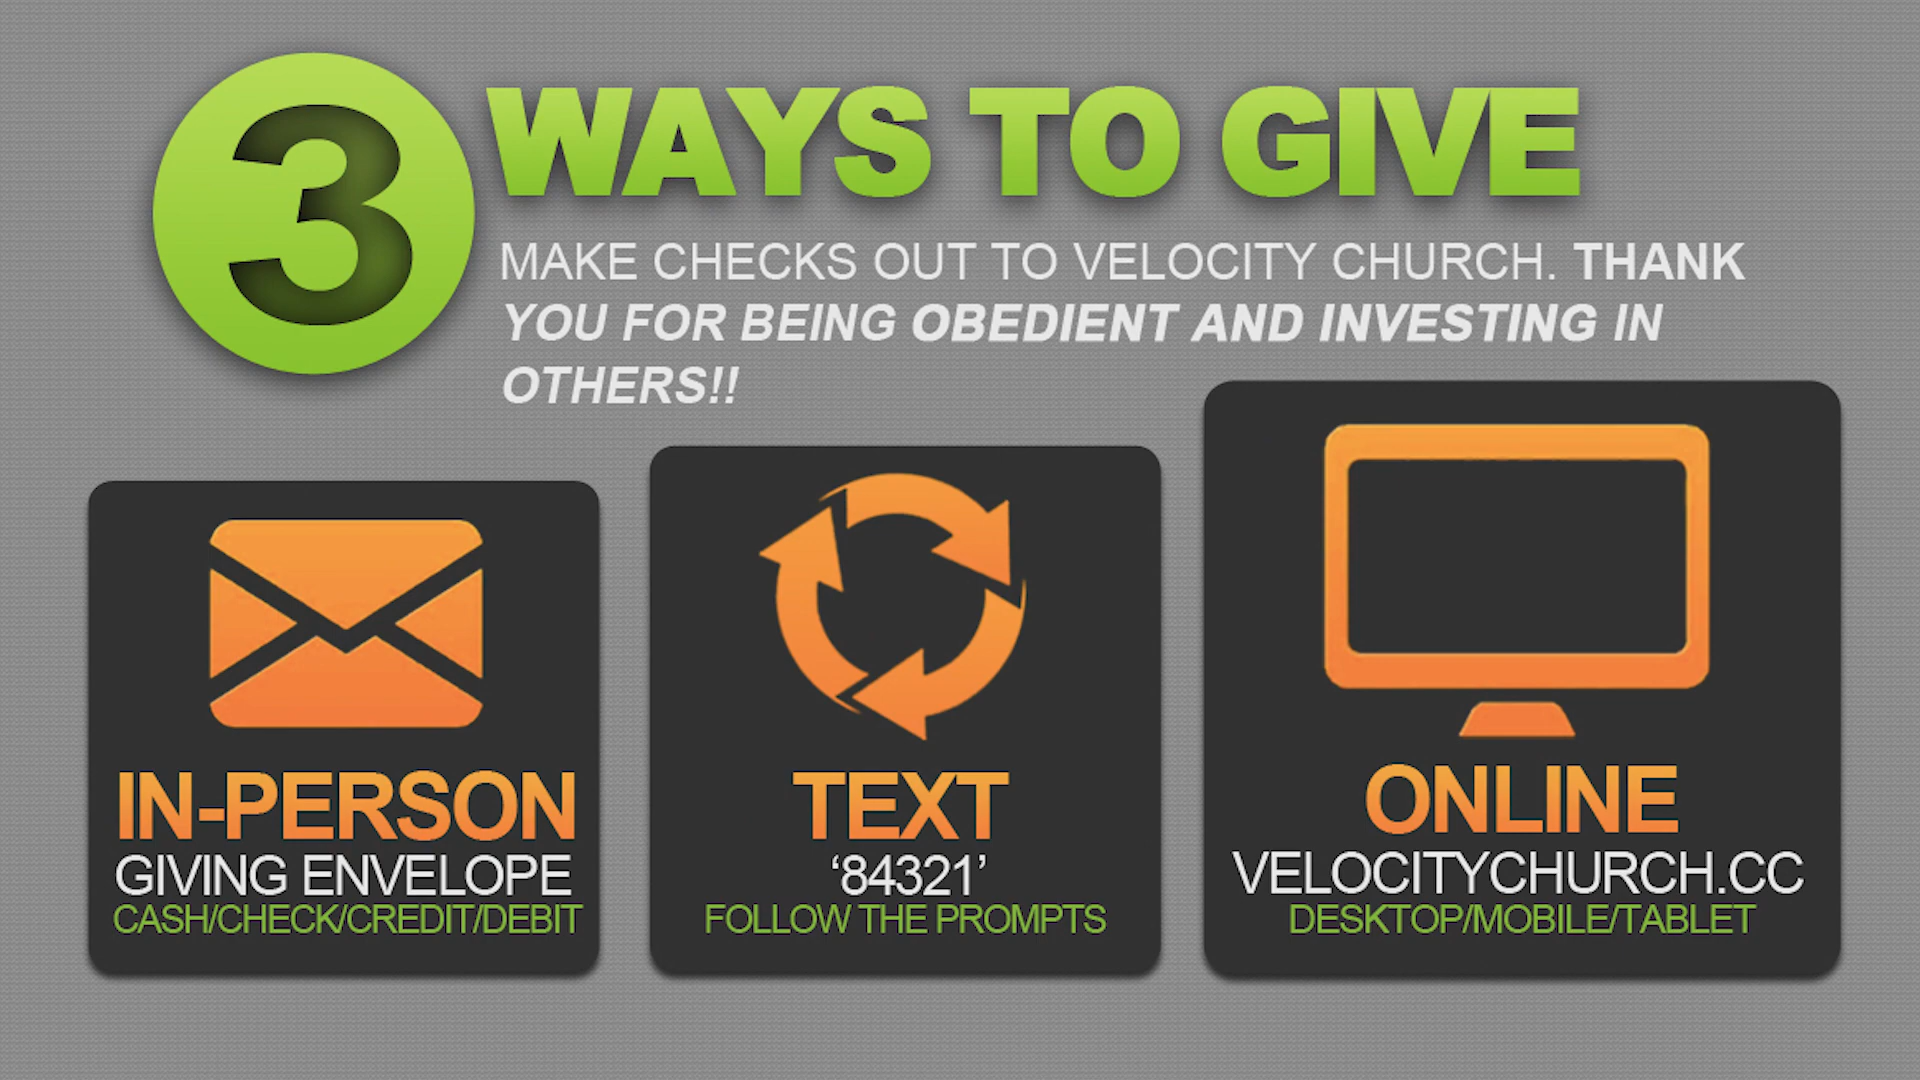 3 WAYS TO GIVE
MAKE CHECKS OUT TO VELOCITY CHURCH. THANK
YOU FOR BEING OBEDIENT AND INVESTING IN
OTHERS!!
IN-PERSON
GIVING ENVELOPE
CASH/CHECK/CREDIT/DEBIT
TEXT
‘84321’
FOLLOW THE PROMPTS
ONLINE
VELOCITYCHURCH.CC
DESKTOP/MOBILE/TABLET